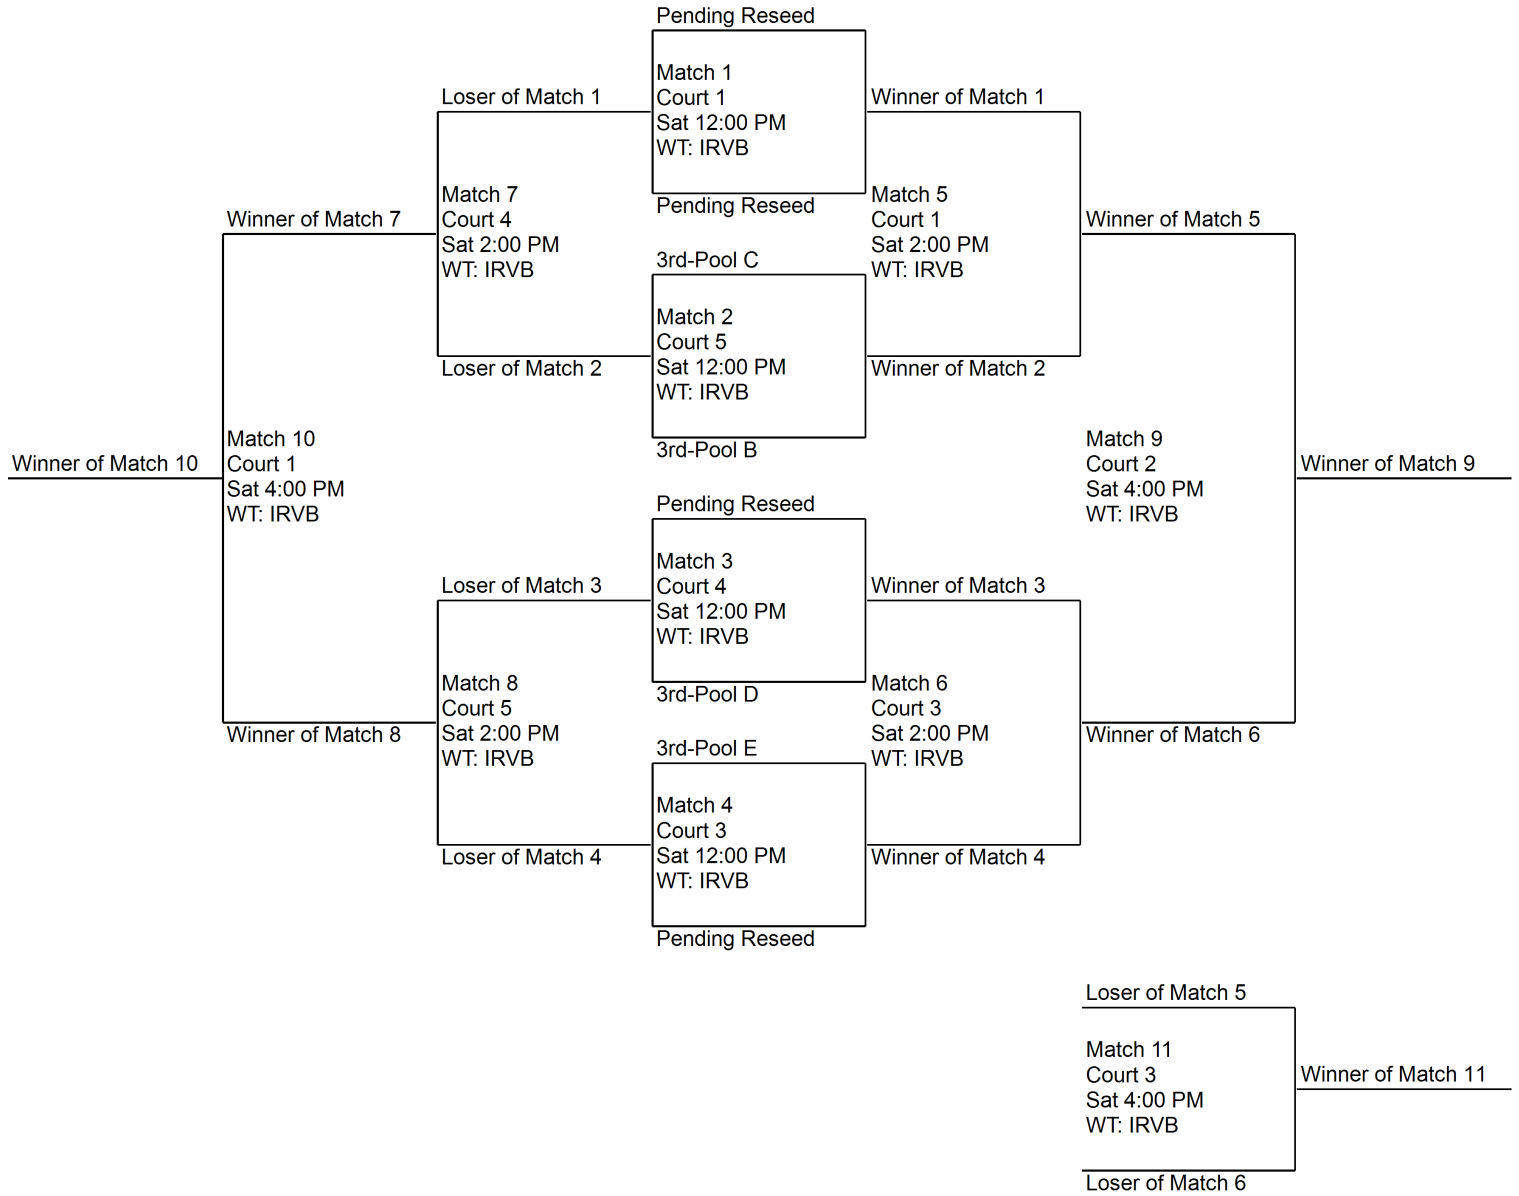 Pending Reseed
Match 1
Court 1
Sat 12:00 PM
WT: IRVB
Pending Reseed
Loser of Match 1
Winner of Match 1
Match 7
Court 4
Sat 2:00 PM
WT: IRVB
Match 5
Court 1
Sat 2:00 PM
WT: IRVB
Winner of Match 7
Winner of Match 5
3rd-Pool C
Match 2
Court 5
Sat 12:00 PM
WT: IRVB
3rd-Pool B
Loser of Match 2
Winner of Match 2
Winner of Match 10
Match 10
Court 1
Sat 4:00 PM
WT: IRVB
Match 9
Court 2
Sat 4:00 PM
WT: IRVB
Winner of Match 9
Pending Reseed
Match 3
Court 4
Sat 12:00 PM
WT: IRVB
3rd-Pool D
Loser of Match 3
Winner of Match 3
Match 8
Court 5
Sat 2:00 PM
WT: IRVB
Match 6
Court 3
Sat 2:00 PM
WT: IRVB
Winner of Match 8
Winner of Match 6
3rd-Pool E
Match 4
Court 3
Sat 12:00 PM
WT: IRVB
Pending Reseed
Loser of Match 4
Winner of Match 4
Loser of Match 5
Match 11
Court 3
Sat 4:00 PM
WT: IRVB
Winner of Match 11
Loser of Match 6